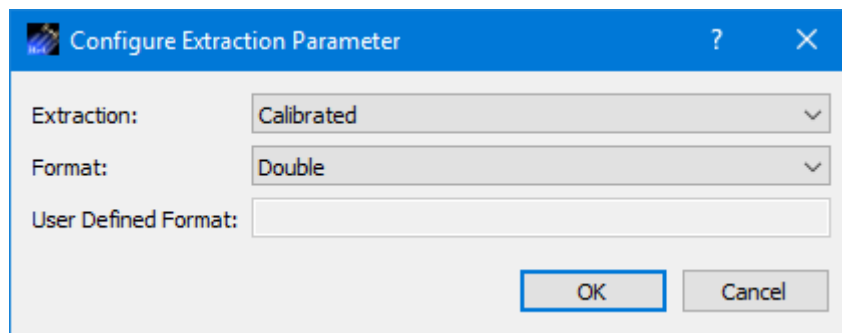 Configure Extraction Parameter ?
Extraction: Calibrated
Format: Double
User Defined Format:
OK Cancel